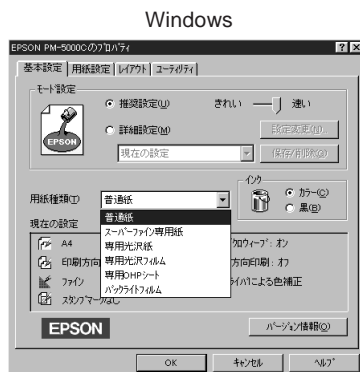 Windows
EPSON PM-5000Cのﾌﾟﾛﾊﾟﾃｨ
基本設定 用紙設定 ﾚｲｱｳﾄ ﾕｰﾃｨﾘﾃｨ
ﾓｰﾄﾞ設定
推奨設定(U) きれい 速い
EPSON
詳細設定(M) 設定変更(N)
現在の設定 保存/削除(O)
インク
用紙種類(T) 普通紙 ｶﾗｰ(C)
黒(B)
普通紙
ｽｰﾊﾟｰﾌｧｲﾝ専用紙
専用光沢紙
専用光沢ﾌｨﾙﾑ
専用OHPｼｰﾄ
ﾊﾞｯｸﾗｲﾄﾌｨﾙﾑ
現在の設定
A4 ｸﾛｳｨｰﾌﾞ: ｵﾝ
印刷方向 方向印刷: ｵﾌ
ﾌｧｲﾝ ﾗｲﾊﾞによる色補正
ｽﾀﾝﾌﾟﾏｰｸなし
EPSON ﾊﾞｰｼﾞｮﾝ情報(O)
OK ｷｬﾝｾﾙ ﾍﾙﾌﾟ